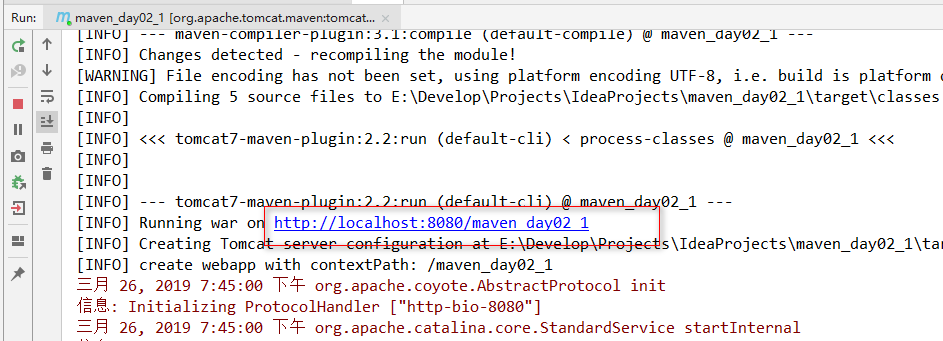 Run: maven_day02_1 [org.apache.tomcat.maven:tomcat...
[INFO] --- maven-compiler-plugin:3.1:compile (default-compile) @ maven_day02_1 ---
[INFO] Changes detected - recompiling the module!
[WARNING] File encoding has not been set, using platform encoding UTF-8, i.e. build is platform
[INFO] Compiling 5 source files to E:\Develop\Projects\IdeaProjects\maven_day02_1\target\classes
[INFO]
[INFO] <<< tomcat7-maven-plugin:2.2:run (default-cli) < process-classes @ maven_day02_1 <<<
[INFO]
[INFO]
[INFO] --- tomcat7-maven-plugin:2.2:run (default-cli) @ maven_day02_1 ---
[INFO] Running war on http://localhost:8080/maven_day02_1
[INFO] Creating Tomcat server configuration at E:\Develop\Projects\IdeaProjects\maven_day02_1\tar
[INFO] create webapp with contextPath: /maven_day02_1
三月 26, 2019 7:45:00 下午 org.apache.coyote.AbstractProtocol init
信息: Initializing ProtocolHandler ["http-bio-8080"]
三月 26, 2019 7:45:00 下午 org.apache.catalina.core.StandardService startInternal